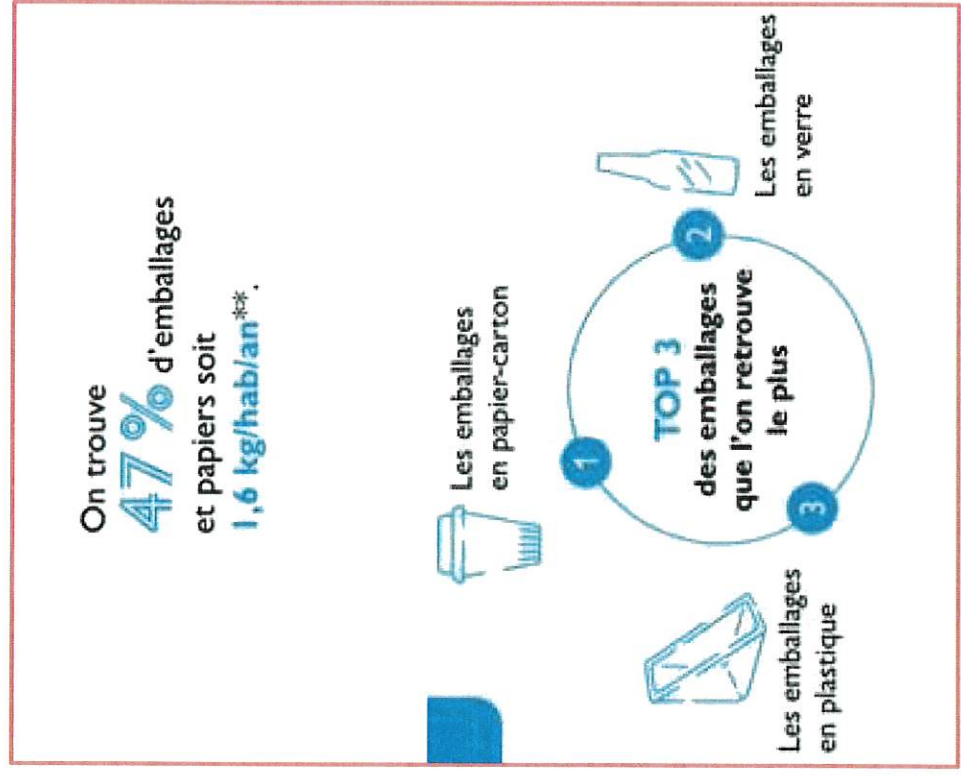 On trouve
47 % d'emballages
et papiers soit
1,6 kg/hab/an**.
Les emballages
en papier-carton
1
TOP 3
des emballages
que l'on retrouve
le plus
2
Les emballages
en verre
3
Les emballages
en plastique